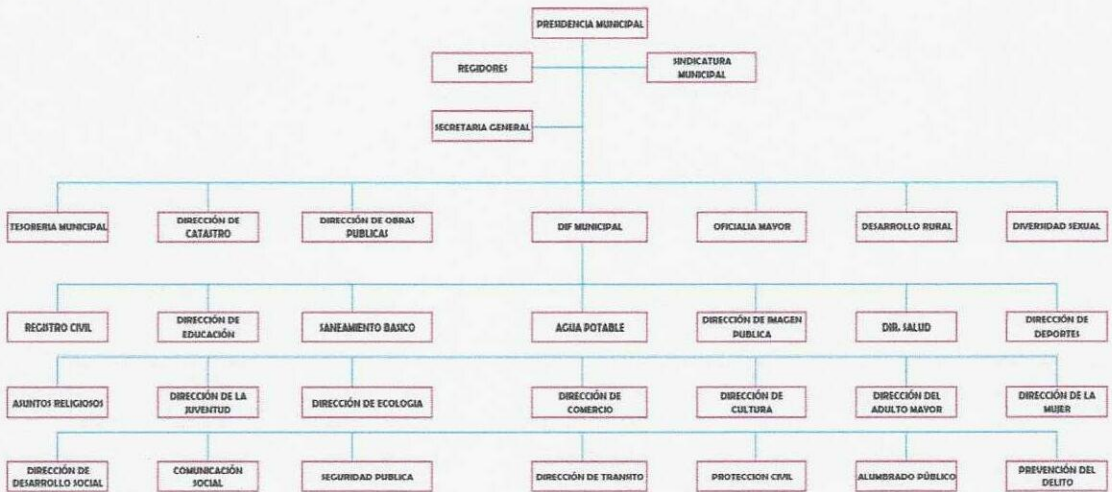 PRESIDENCIA MUNICIPAL
REGIDORES
SINDICATURA
MUNICIPAL
SECRETARIA GENERAL
TESORERIA MUNICIPAL
DIRECCIÓN DE
CATASTRO
DIRECCIÓN DE OBRAS
PUBLICAS
DIF MUNICIPAL
OFICIALIA MAYOR
DESARROLLO RURAL
DIVERSIDAD SEXUAL
REGISTRO CIVIL
DIRECCIÓN DE
EDUCACIÓN
SANEAMIENTO BASICO
AGUA POTABLE
DIRECCIÓN DE IMAGEN
PUBLICA
DIR. SALUD
DIRECCIÓN DE
DEPORTES
ASUNTOS RELIGIOSOS
DIRECCIÓN DE LA
JUVENTUD
DIRECCIÓN DE ECOLOGIA
DIRECCIÓN DE
COMERCIO
DIRECCIÓN DE
CULTURA
DIRECCIÓN DEL
ADULTO MAYOR
DIRECCIÓN DE LA
MUJER
DIRECCIÓN DE
DESARROLLO SOCIAL
COMUNICACIÓN
SOCIAL
SEGURIDAD PUBLICA
DIRECCIÓN DE TRANSITO
PROTECCION CIVIL
ALUMBRADO PÚBLICO
PREVENCIÓN DEL
DELITO